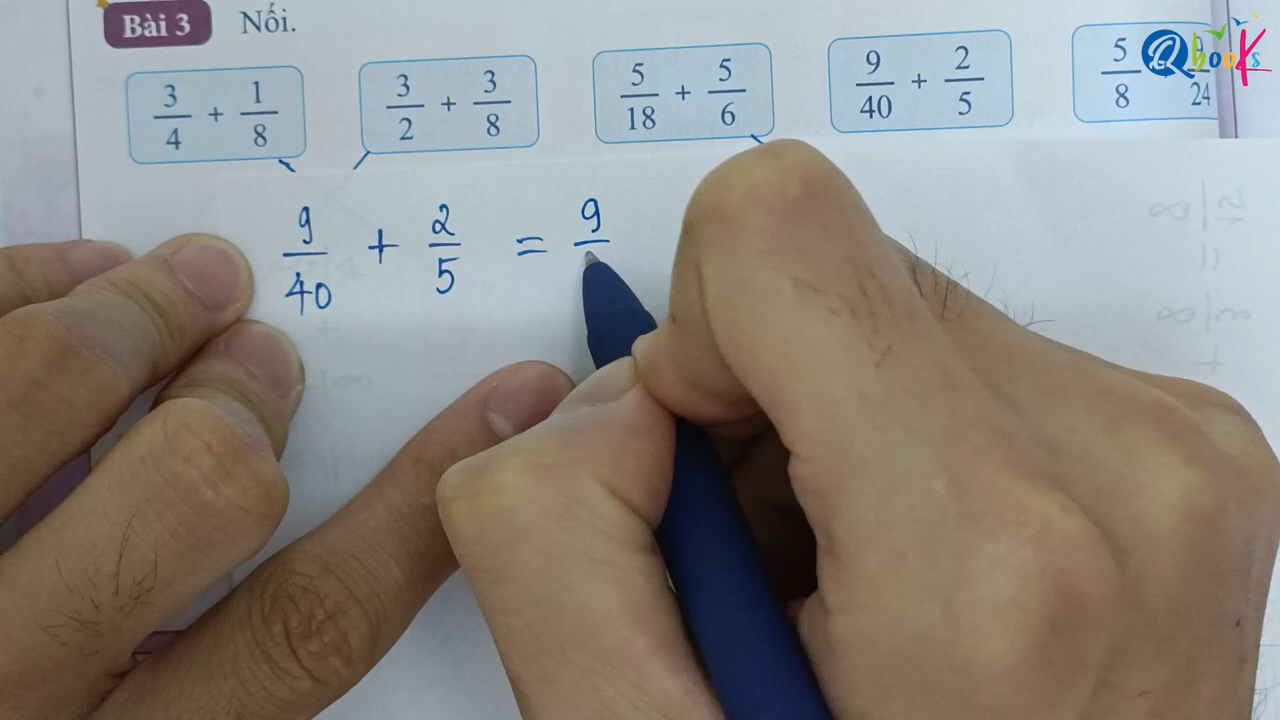 Bài 3 Nối.
3/4 + 1/8
3/2 + 3/8
5/18 + 5/6
9/40 + 2/5
5/8
24
QbooKs
9/40 + 2/5 = 9/